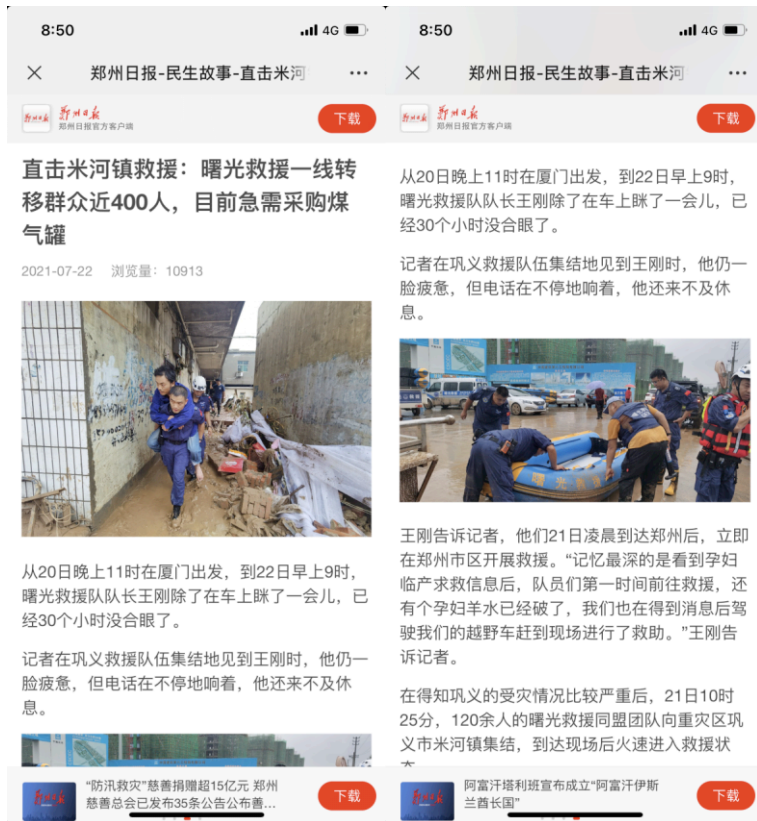 8:50
4G
郑州日报-民生故事-直击米河
郑州日报
郑州日报
郑州日报官方客户端
下载
直击米河镇救援：曙光救援一线转
移群众近400人，目前急需采购煤
气罐
2021-07-22 浏览量：10913
从20日晚上11时在厦门出发，到22日早上9时，
曙光救援队队长王刚除了在车上眯了一会儿，已
经30个小时没合眼了。
记者在巩义救援队伍集结地见到王刚时，他仍一
脸疲惫，但电话在不停地响着，他还来不及休
息。
“防汛救灾”慈善捐赠超15亿元 郑州
慈善总会已发布35条公告公布善...
下载
8:50
4G
郑州日报-民生故事-直击米河
郑州日报
郑州日报
郑州日报官方客户端
下载
从20日晚上11时在厦门出发，到22日早上9时，
曙光救援队队长王刚除了在车上眯了一会儿，已
经30个小时没合眼了。
记者在巩义救援队伍集结地见到王刚时，他仍一
脸疲惫，但电话在不停地响着，他还来不及休
息。
曙光救援
王刚告诉记者，他们21日凌晨到达郑州后，立即
在郑州市区开展救援。“记忆最深的是看到孕妇
临产求救信息后，队员们第一时间前往救援，还
有个孕妇羊水已经破了，我们也在得到消息后驾
驶我们的越野车赶到现场进行了救助。”王刚告
诉记者。
在得知巩义的受灾情况比较严重后，21日10时
25分，120余人的曙光救援同盟团队向重灾区巩
义市米河镇集结，到达现场后火速进入救援状
阿富汗塔利班宣布成立“阿富汗伊斯
兰酋长国”
下载